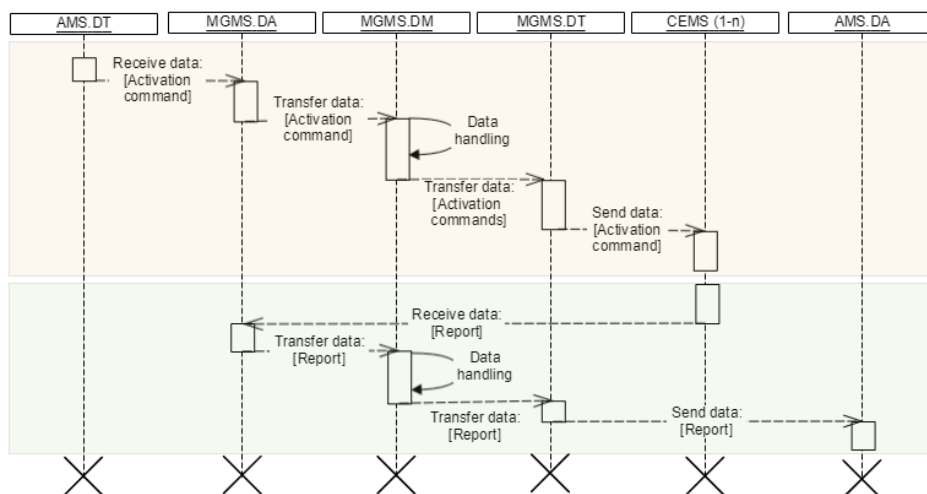 AMS.DT
MGMS.DA
MGMS.DM
MGMS.DT
CEMS (1-n)
AMS.DA
Receive data:
[Activation
command]
Transfer data:
[Activation
command]
Data
handling
Transfer data:
[Activation
commands]
Send data:
[Activation
command]
Receive data:
[Report]
Transfer data:
[Report]
Data
handling
Transfer data:
[Report]
Send data:
[Report]